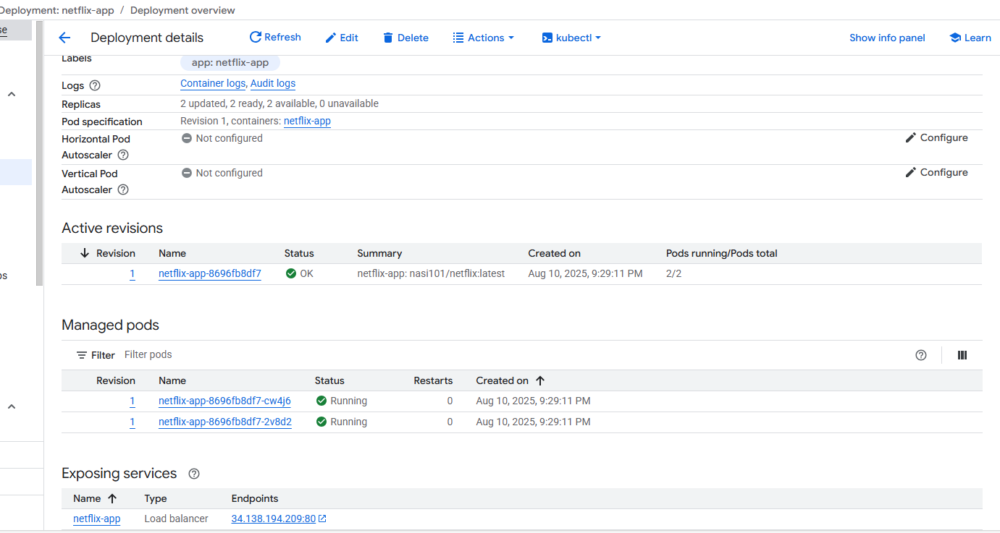 Deployment: netflix-app / Deployment overview
se
Deployment details Refresh Edit Delete Actions kubectl Show info panel Learn
Labels app: netflix-app
Logs Container logs, Audit logs
Replicas 2 updated, 2 ready, 2 available, 0 unavailable
Pod specification Revision 1, containers: netflix-app
Horizontal Pod Not configured Configure
Autoscaler
Vertical Pod Not configured Configure
Autoscaler
Active revisions
Revision Name Status Summary Created on Pods running/Pods total
1 netflix-app-8696fb8df7 OK netflix-app: nasi101/netflix:latest Aug 10, 2025, 9:29:11 PM 2/2
os
Managed pods
Filter Filter pods
Revision Name Status Restarts Created on
1 netflix-app-8696fb8df7-cw4j6 Running 0 Aug 10, 2025, 9:29:11 PM
1 netflix-app-8696fb8df7-2v8d2 Running 0 Aug 10, 2025, 9:29:11 PM
Exposing services
Name Type Endpoints
netflix-app Load balancer 34.138.194.209:80